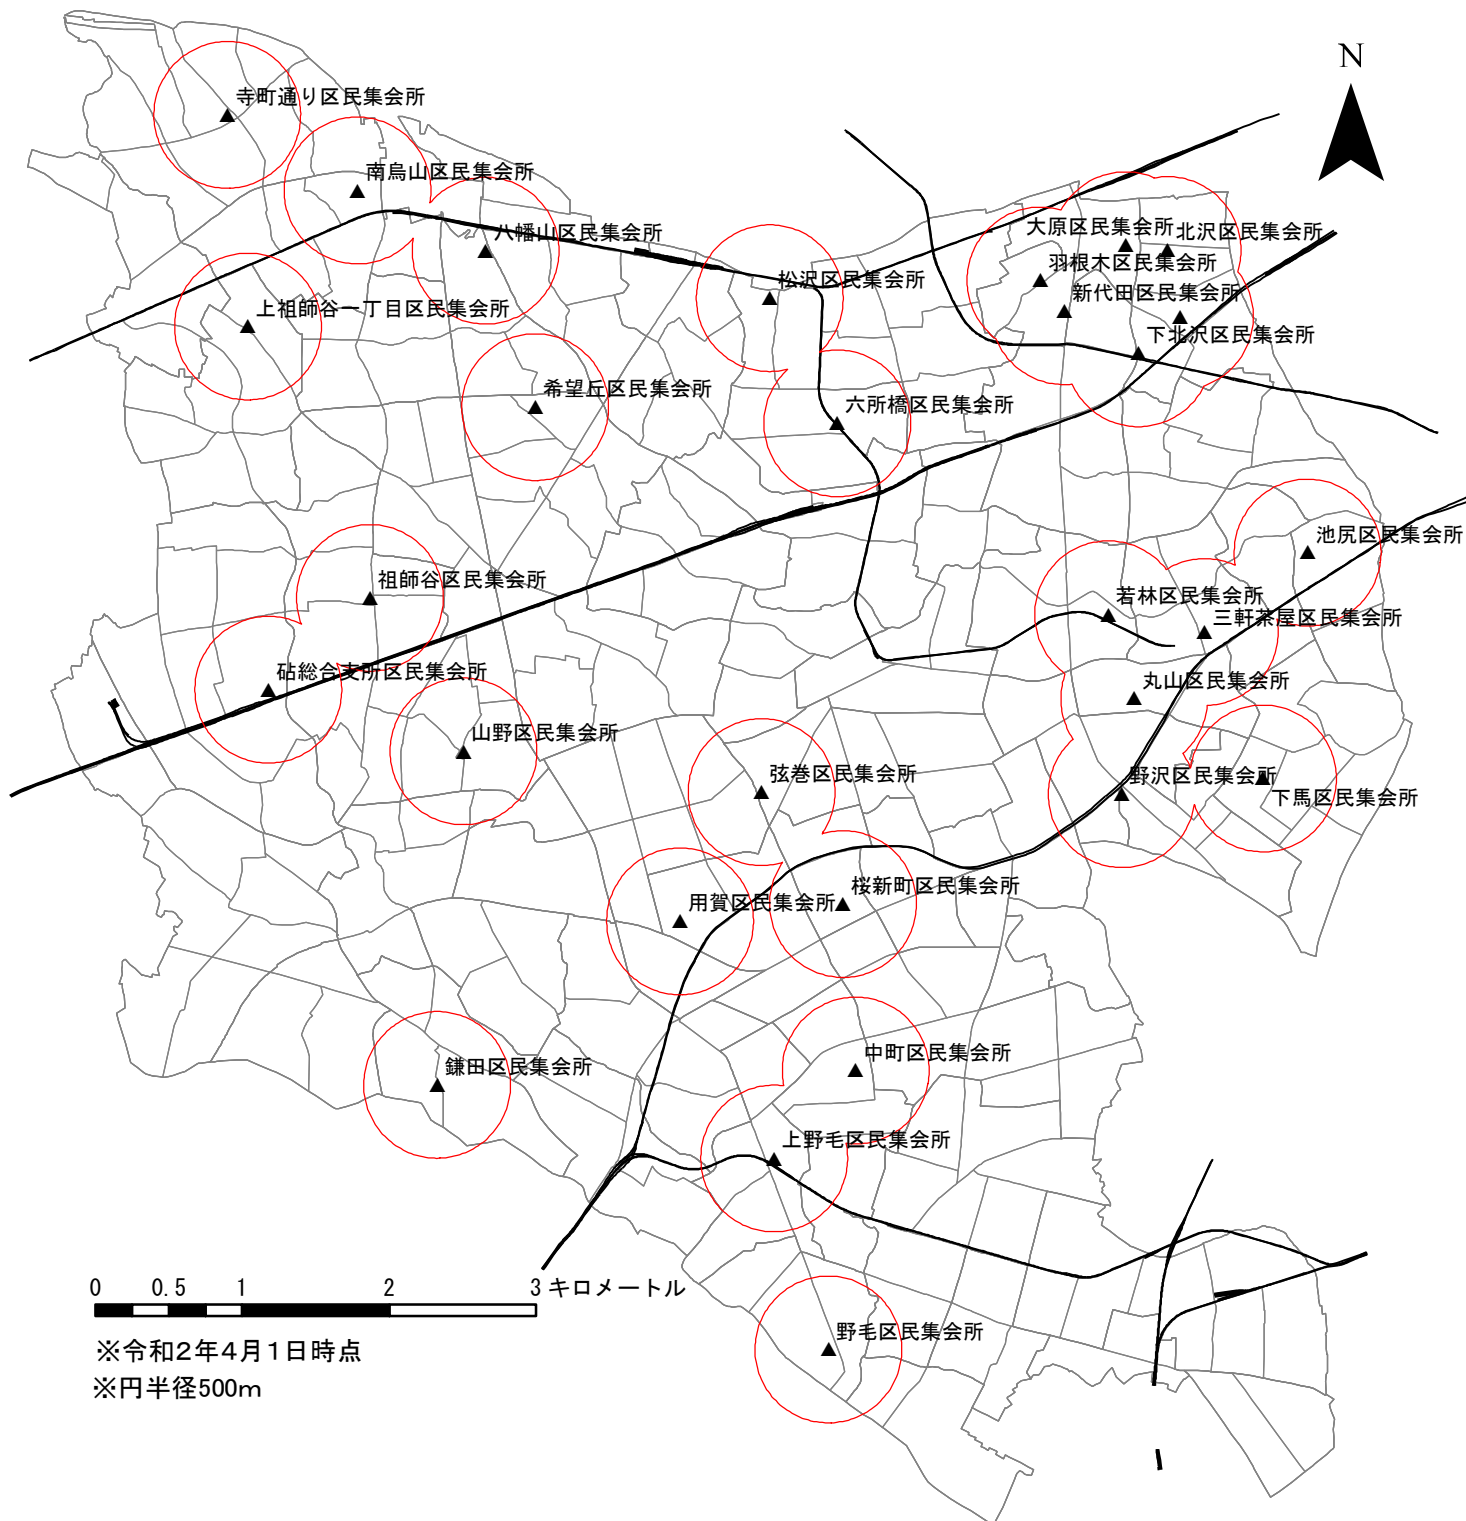 N
寺町通り区民集会所
南烏山区民集会所
八幡山区民集会所
大原区民集会所
北沢区民集会所
羽根木区民集会所
松沢区民集会所
新代田区民集会所
上祖師谷一丁目区民集会所
下北沢区民集会所
希望丘区民集会所
六所橋区民集会所
池尻区民集会所
祖師谷区民集会所
若林区民集会所
三軒茶屋区民集会所
砧総合支所区民集会所
丸山区民集会所
山野区民集会所
弦巻区民集会所
野沢区民集会所
下馬区民集会所
桜新町区民集会所
用賀区民集会所
中町区民集会所
鎌田区民集会所
上野毛区民集会所
0 0.5 1 2 3 キロメートル
野毛区民集会所
※令和2年4月1日時点
※円半径500m